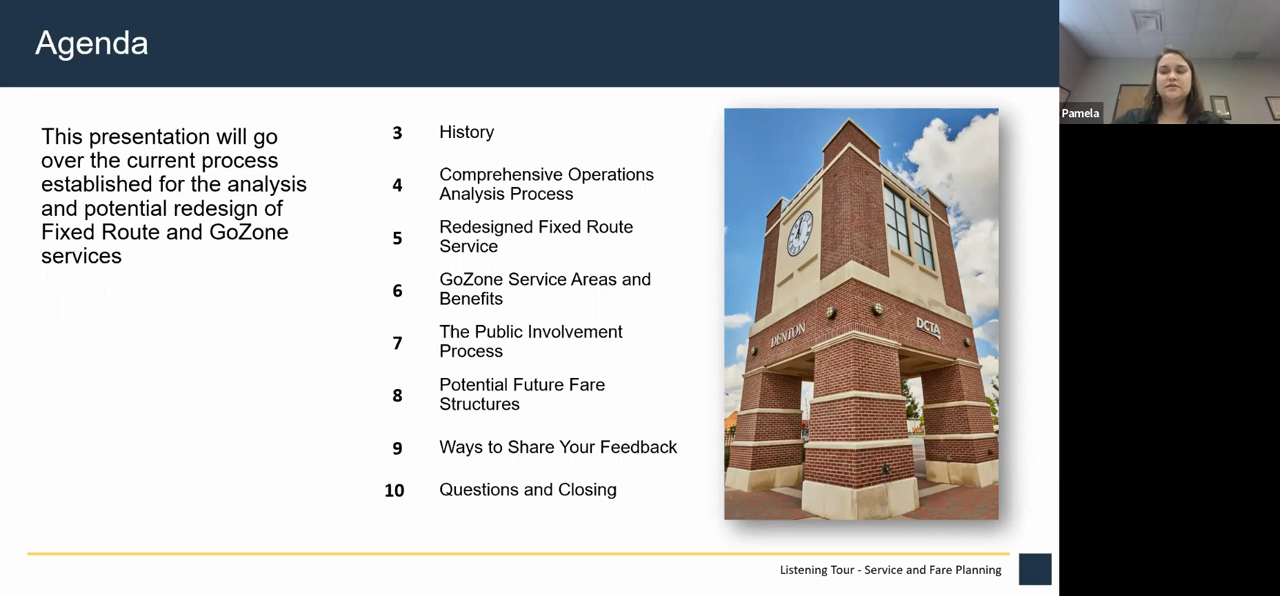 Agenda
This presentation will go
over the current process
established for the analysis
and potential redesign of
Fixed Route and GoZone
services
3 History
4 Comprehensive Operations
Analysis Process
5 Redesigned Fixed Route
Service
6 GoZone Service Areas and
Benefits
7 The Public Involvement
Process
8 Potential Future Fare
Structures
9 Ways to Share Your Feedback
10 Questions and Closing
DENTON
DCTA
Listening Tour - Service and Fare Planning
Pamela